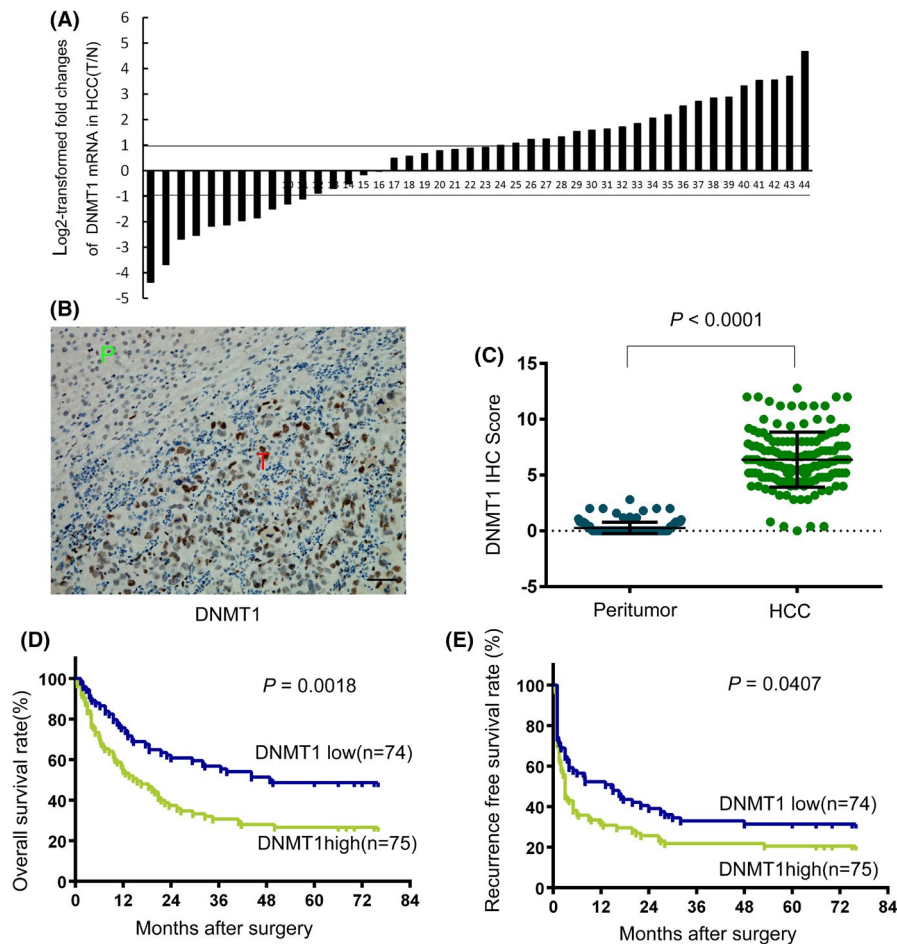 (A)
Log2-transformed fold changes
of DNMT1 mRNA in HCC(T/N)
6
5
4
3
2
1
0
-1
-2
-3
-4
-5
10 11 12 13 14 15 16 17 18 19 20 21 22 23 24 25 26 27 28 29 30 31 32 33 34 35 36 37 38 39 40 41 42 43 44
(B)
P
T
DNMT1
(C)
P < 0.0001
DNMT1 IHC Score
15
10
5
0
-5
Peritumor HCC
(D)
Overall survival rate(%)
100
80
60
40
20
0
P = 0.0018
DNMT1 low(n=74)
DNMT1high(n=75)
0 12 24 36 48 60 72 84
Months after surgery
(E)
Recurrence free survival rate (%)
100
80
60
40
20
0
P = 0.0407
DNMT1 low(n=74)
DNMT1high(n=75)
0 12 24 36 48 60 72 84
Months after surgery